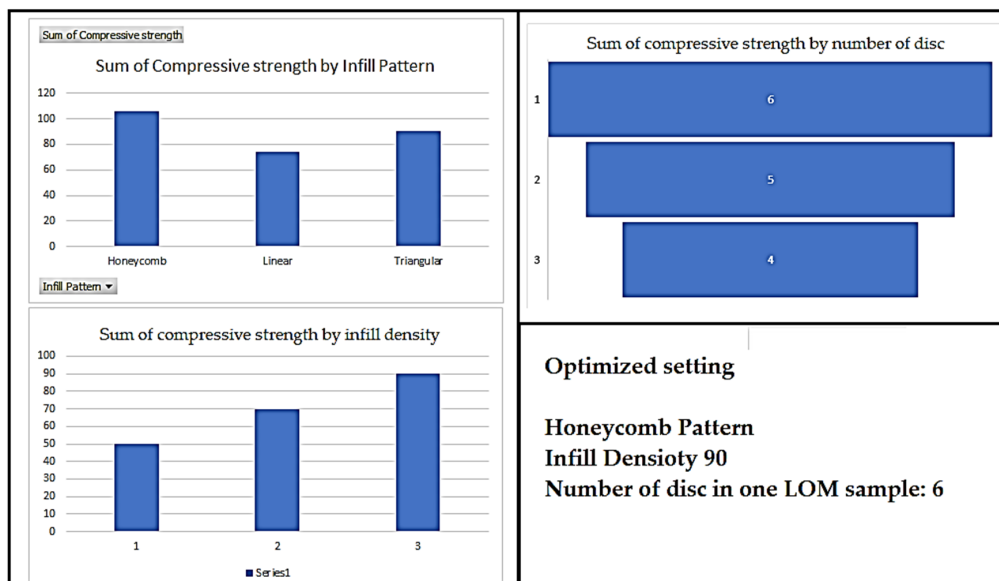 Sum of Compressive strength
Sum of Compressive strength by Infill Pattern
120
100
80
60
40
20
0
Honeycomb Linear Triangular
Infill Pattern
Sum of compressive strength by number of disc
1 6
2 5
3 4
Sum of compressive strength by infill density
100
90
80
70
60
50
40
30
20
10
0
1 2 3
Series1
Optimized setting
Honeycomb Pattern
Infill Densioty 90
Number of disc in one LOM sample: 6